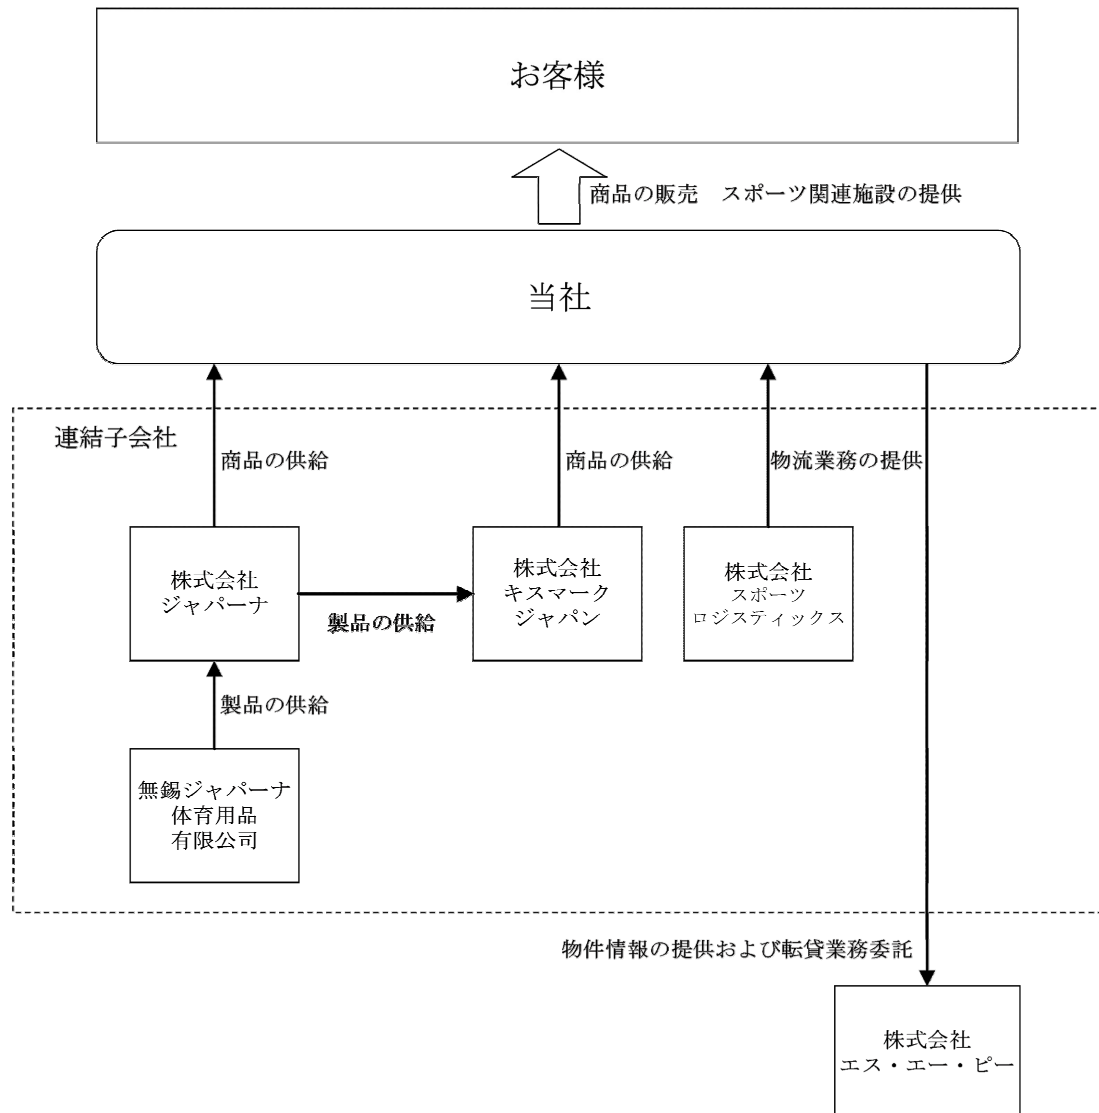 お客様
商品の販売　スポーツ関連施設の提供
当社
連結子会社
商品の供給
商品の供給
物流業務の提供
株式会社
ジャパーナ
製品の供給
株式会社
キスマーク
ジャパン
株式会社
スポーツ
ロジスティックス
製品の供給
無錫ジャパーナ
体育用品
有限公司
物件情報の提供および転貸業務委託
株式会社
エス・エー・ピー